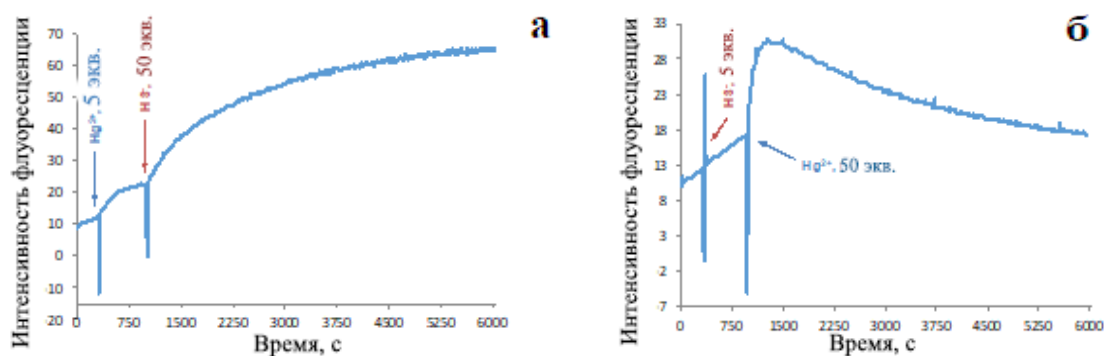 а
Интенсивность флуоресценции
70
60
50
40
30
20
10
0
-10
-20
Hg²⁺, 5 экв.
HS⁻, 50 экв.
0 750 1500 2250 3000 3750 4500 5250 6000
Время, с
б
Интенсивность флуоресценции
33
28
23
18
13
8
3
-2
-7
HS⁻, 5 экв.
Hg²⁺, 50 экв.
0 750 1500 2250 3000 3750 4500 5250 6000
Время, с